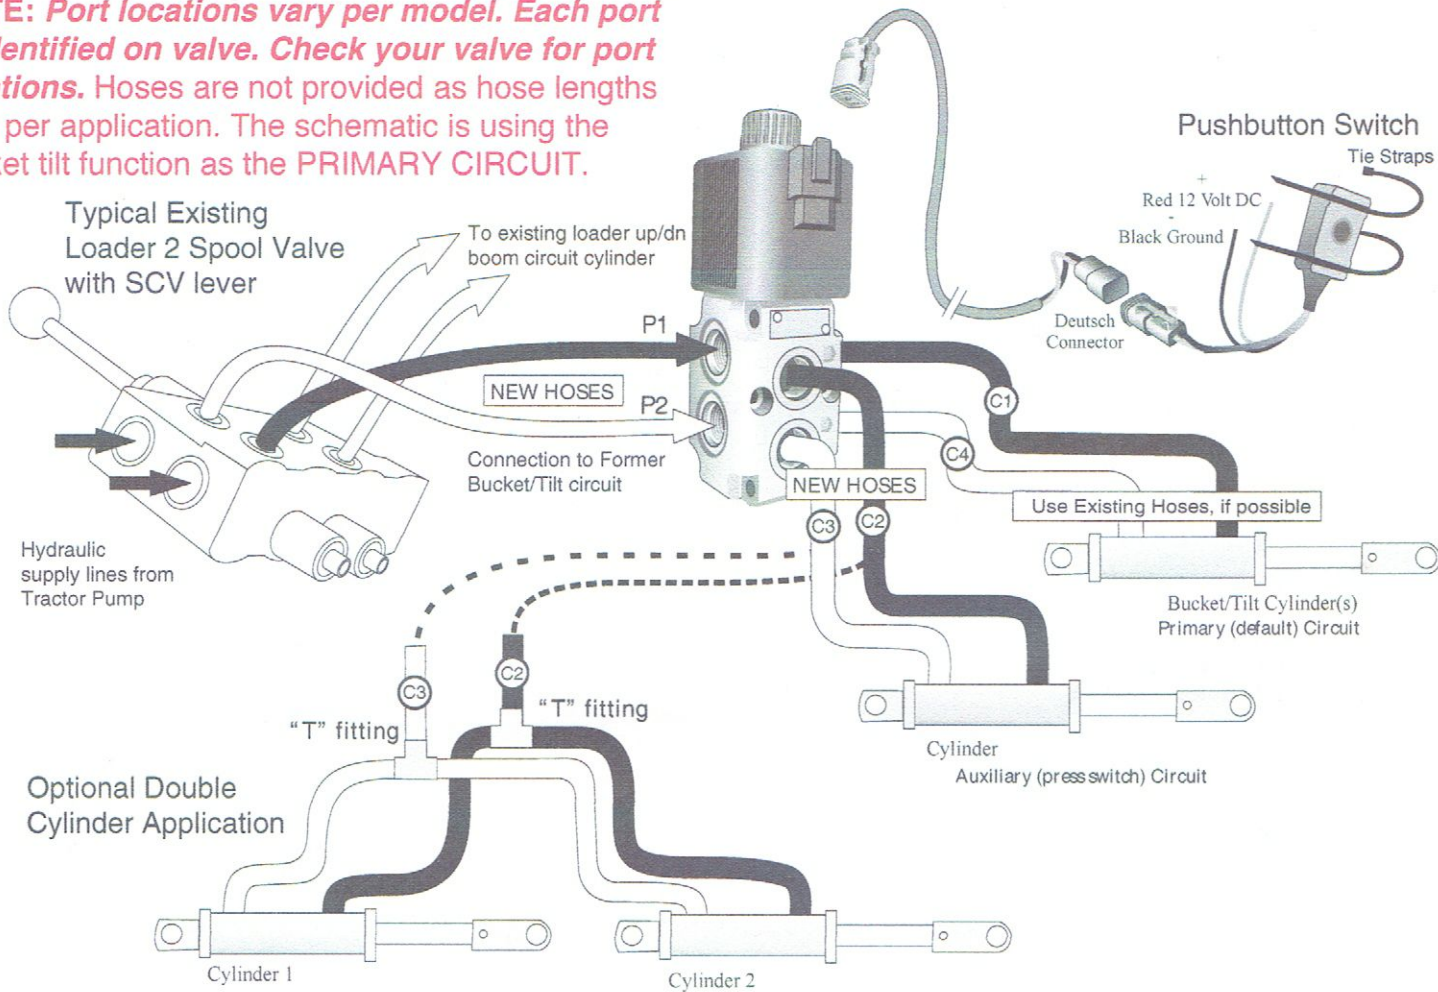 TE: Port locations vary per model. Each port
dentified on valve. Check your valve for port
tions. Hoses are not provided as hose lengths
per application. The schematic is using the
et tilt function as the PRIMARY CIRCUIT.
Typical Existing
Loader 2 Spool Valve
with SCV lever
To existing loader up/dn
boom circuit cylinder
Pushbutton Switch
Tie Straps
+
Red 12 Volt DC
-
Black Ground
Deutsch
Connector
P1
NEW HOSES
P2
Connection to Former
Bucket/Tilt circuit
C1
C4
NEW HOSES
Use Existing Hoses, if possible
C3
C2
Hydraulic
supply lines from
Tractor Pump
Bucket/Tilt Cylinder(s)
Primary (default) Circuit
C3
C2
"T" fitting
"T" fitting
Cylinder
Auxiliary (press switch) Circuit
Optional Double
Cylinder Application
Cylinder 1
Cylinder 2